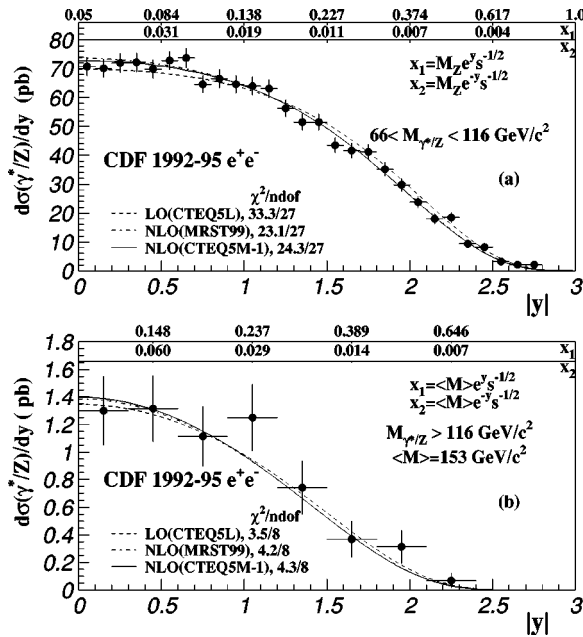 0.05 0.084 0.138 0.227 0.374 0.617 1.0
x₁
0.031 0.019 0.011 0.007 0.004
x₂
80
70
60
50
40
30
20
10
0
dσ(γ*/Z)/dy (pb)
x₁=M_Z e^y s^-1/2
x₂=M_Z e^-y s^-1/2
66< M_γ*/Z < 116 GeV/c²
CDF 1992-95 e⁺e⁻
(a)
χ²/ndof
LO(CTEQ5L), 33.3/27
NLO(MRST99), 23.1/27
NLO(CTEQ5M-1), 24.3/27
0 0.5 1 1.5 2 2.5 3
|y|
0.148 0.237 0.389 0.646
x₁
0.060 0.029 0.014 0.007
x₂
1.8
1.6
1.4
1.2
1
0.8
0.6
0.4
0.2
0
dσ(γ*/Z)/dy ( pb)
x₁=<M>e^y s^-1/2
x₂=<M>e^-y s^-1/2
M_γ*/Z > 116 GeV/c²
<M>=153 GeV/c²
CDF 1992-95 e⁺e⁻
(b)
χ²/ndof
LO(CTEQ5L), 3.5/8
NLO(MRST99), 4.2/8
NLO(CTEQ5M-1), 4.3/8
0 0.5 1 1.5 2 2.5 3
|y|